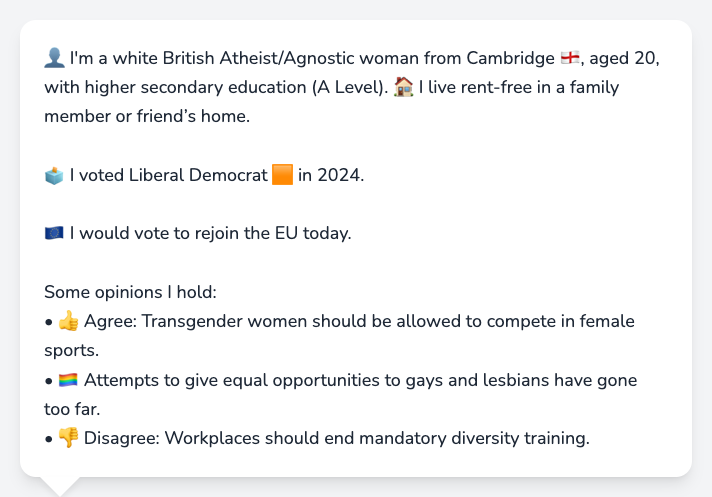 👤 I'm a white British Atheist/Agnostic woman from Cambridge 🏴󠁧󠁢󠁥󠁮󠁧󠁿, aged 20,
with higher secondary education (A Level). 🏠 I live rent-free in a family
member or friend’s home.
🗳️ I voted Liberal Democrat 🟧 in 2024.
🇪🇺 I would vote to rejoin the EU today.
Some opinions I hold:
• 👍 Agree: Transgender women should be allowed to compete in female
sports.
• 🏳️‍🌈 Attempts to give equal opportunities to gays and lesbians have gone
too far.
• 👎 Disagree: Workplaces should end mandatory diversity training.